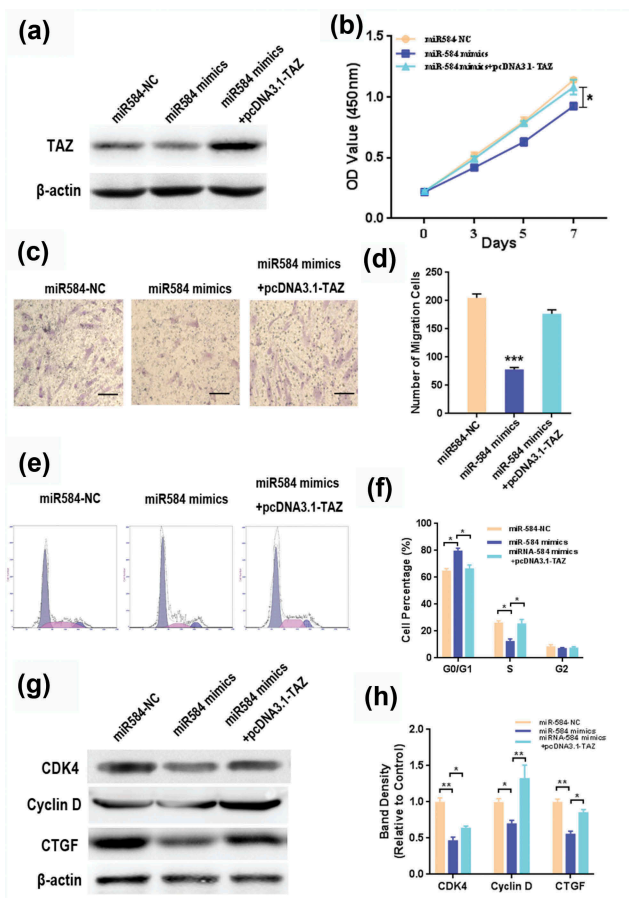 (a)
miR584-NC
miR584 mimics
miR584 mimics
+pcDNA3.1-TAZ
TAZ
β-actin
(b)
miR584-NC
miR-584 mimics
miR-584 mimics+pcDNA3.1-TAZ
OD Value (450nm)
1.5
1.0
0.5
0.0
*
0
3
5
7
Days
(c)
miR584-NC
miR584 mimics
miR584 mimics
+pcDNA3.1-TAZ
(d)
Number of Migration Cells
250
200
150
100
50
0
***
miR584-NC
miR-584 mimics
miR-584 mimics
+pcDNA3.1-TAZ
(e)
miR584-NC
miR584 mimics
miR584 mimics
+pcDNA3.1-TAZ
(f)
miR-584-NC
miR-584 mimics
miRNA-584 mimics
+pcDNA3.1-TAZ
Cell Percentage (%)
100
80
60
40
20
0
* *
* *
G0/G1
S
G2
(g)
miR584-NC
miR584 mimics
miR584 mimics
+pcDNA3.1-TAZ
CDK4
Cyclin D
CTGF
β-actin
(h)
miR-584-NC
miR-584 mimics
miRNA-584 mimics
+pcDNA3.1-TAZ
Band Density
(Relative to Control)
2.0
1.5
1.0
0.5
0.0
** *
* **
** *
CDK4
Cyclin D
CTGF